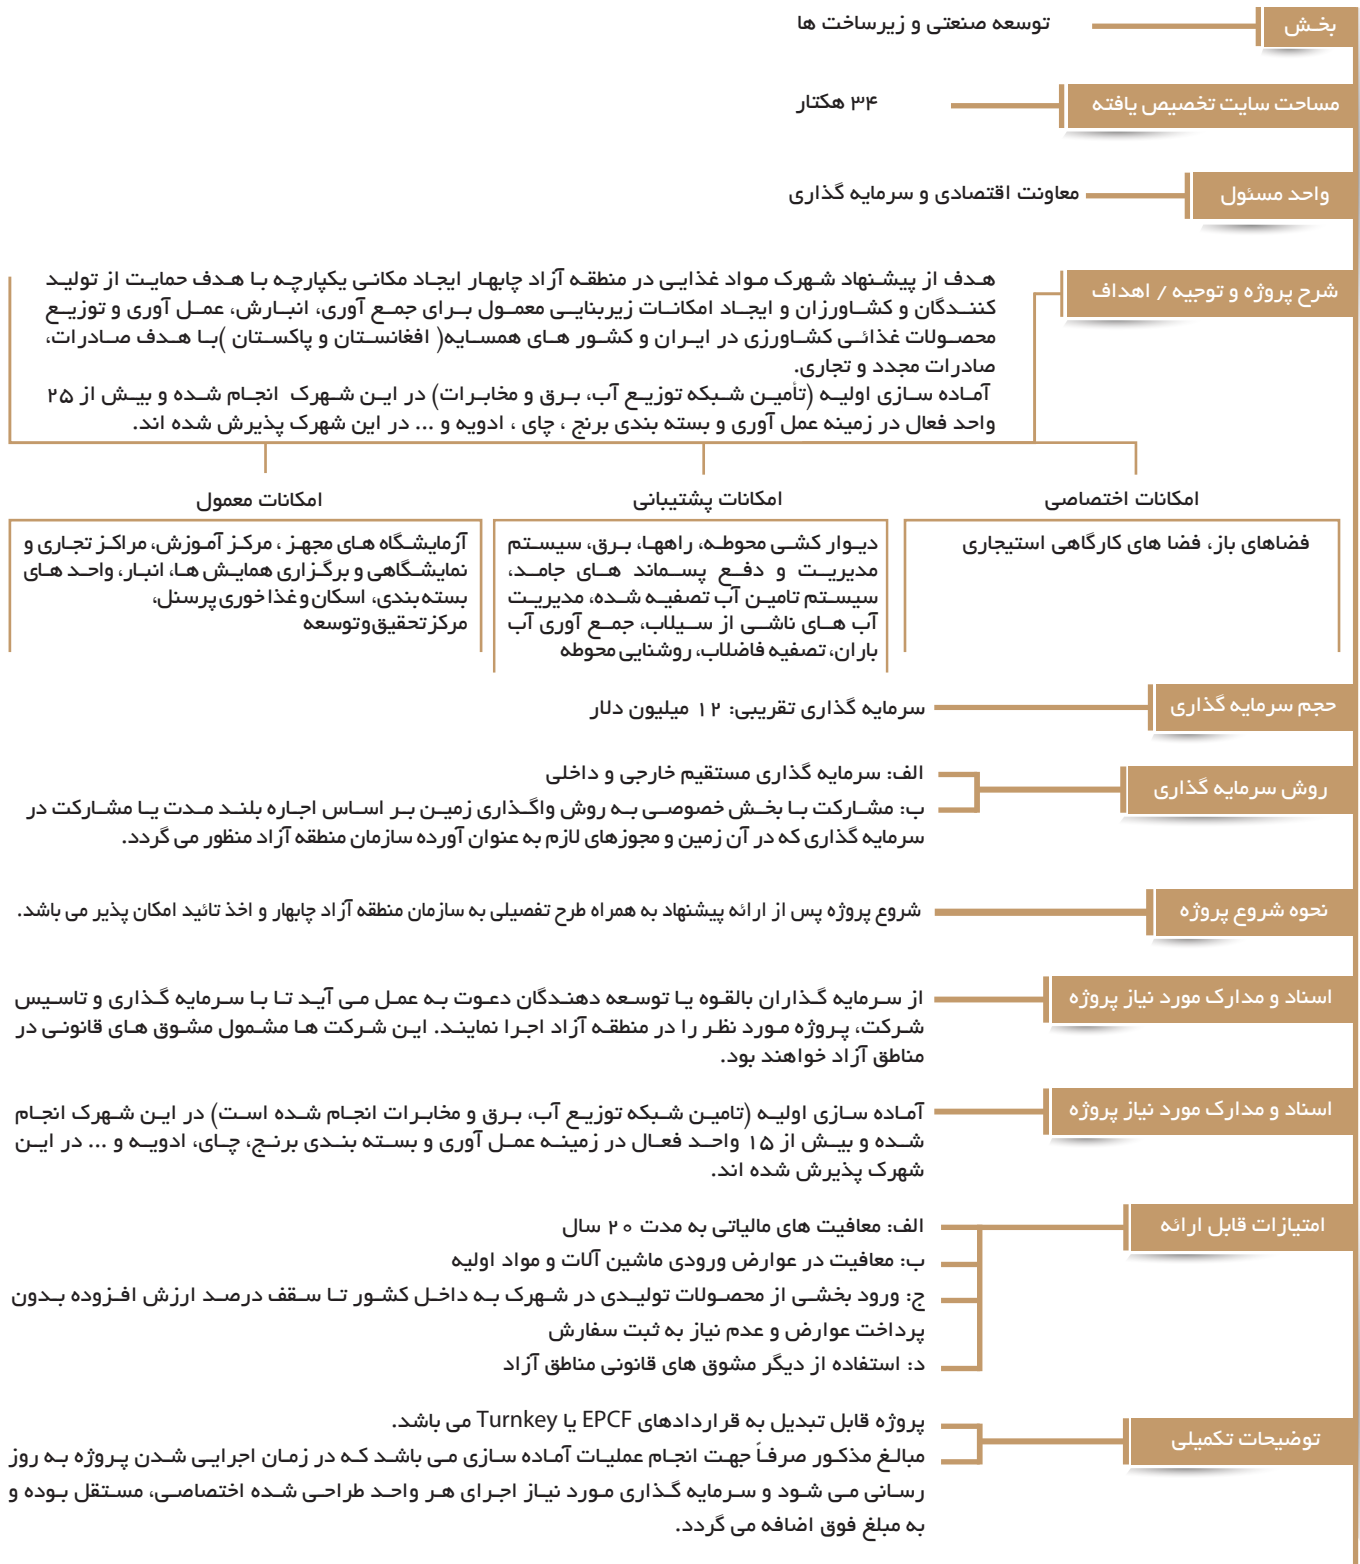 بخش
توسعه صنعتی و زیرساخت ها
مساحت سایت تخصیص یافته
۳۴ هکتار
واحد مسئول
معاونت اقتصادی و سرمایه گذاری
شرح پروژه و توجیه / اهداف
هدف از پیشنهاد شهرک مواد غذایی در منطقه آزاد چابهار ایجاد مکانی یکپارچه با هدف حمایت از تولید
کنندگان و کشاورزان و ایجاد امکانات زیربنایی معمول برای جمع آوری، انبارش، عمل آوری و توزیع
محصولات غذائی کشاورزی در ایران و کشور های همسایه( افغانستان و پاکستان )با هدف صادرات،
صادرات مجدد و تجاری.
آماده سازی اولیه (تأمین شبکه توزیع آب، برق و مخابرات) در این شهرک انجام شده و بیش از ۲۵
واحد فعال در زمینه عمل آوری و بسته بندی برنج ، چای ، ادویه و ... در این شهرک پذیرش شده اند.
امکانات اختصاصی
فضاهای باز، فضا های کارگاهی استیجاری
امکانات پشتیبانی
دیوار کشی محوطه، راهها، برق، سیستم
مدیریت و دفع پسماند های جامد،
سیستم تامین آب تصفیه شده، مدیریت
آب های ناشی از سیلاب، جمع آوری آب
باران، تصفیه فاضلاب، روشنایی محوطه
امکانات معمول
آزمایشگاه های مجهز ، مرکز آموزش، مراکز تجاری و
نمایشگاهی و برگزاری همایش ها، انبار، واحد های
بسته بندی، اسکان و غذا خوری پرسنل،
مرکز تحقیق و توسعه
حجم سرمایه گذاری
سرمایه گذاری تقریبی: ۱۲ میلیون دلار
روش سرمایه گذاری
الف: سرمایه گذاری مستقیم خارجی و داخلی
ب: مشارکت با بخش خصوصی به روش واگذاری زمین بر اساس اجاره بلند مدت یا مشارکت در
سرمایه گذاری که در آن زمین و مجوزهای لازم به عنوان آورده سازمان منطقه آزاد منظور می گردد.
نحوه شروع پروژه
شروع پروژه پس از ارائه پیشنهاد به همراه طرح تفصیلی به سازمان منطقه آزاد چابهار و اخذ تائید امکان پذیر می باشد.
اسناد و مدارک مورد نیاز پروژه
از سرمایه گذاران بالقوه یا توسعه دهندگان دعوت به عمل می آید تا با سرمایه گذاری و تاسیس
شرکت، پروژه مورد نظر را در منطقه آزاد اجرا نمایند. این شرکت ها مشمول مشوق های قانونی در
مناطق آزاد خواهند بود.
اسناد و مدارک مورد نیاز پروژه
آماده سازی اولیه (تامین شبکه توزیع آب، برق و مخابرات انجام شده است) در این شهرک انجام
شده و بیش از ۱۵ واحد فعال در زمینه عمل آوری و بسته بندی برنج، چای، ادویه و ... در این
شهرک پذیرش شده اند.
امتیازات قابل ارائه
الف: معافیت های مالیاتی به مدت ۲۰ سال
ب: معافیت در عوارض ورودی ماشین آلات و مواد اولیه
ج: ورود بخشی از محصولات تولیدی در شهرک به داخل کشور تا سقف درصد ارزش افزوده بدون
پرداخت عوارض و عدم نیاز به ثبت سفارش
د: استفاده از دیگر مشوق های قانونی مناطق آزاد
توضیحات تکمیلی
پروژه قابل تبدیل به قراردادهای EPCF یا Turnkey می باشد.
مبالغ مذکور صرفاً جهت انجام عملیات آماده سازی می باشد که در زمان اجرایی شدن پروژه به روز
رسانی می شود و سرمایه گذاری مورد نیاز اجرای هر واحد طراحی شده اختصاصی، مستقل بوده و
به مبلغ فوق اضافه می گردد.